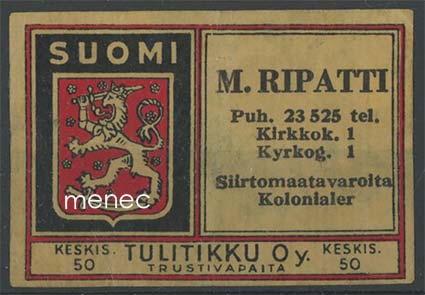 SUOMI
menec
M. RIPATTI
Puh. 23 525 tel.
Kirkkok. 1
Kyrkog. 1
Siirtomaatavaroita
Kolonialer
KESKIS.
50
TULITIKKU Oy.
TRUSTIVAPAITA
KESKIS.
50